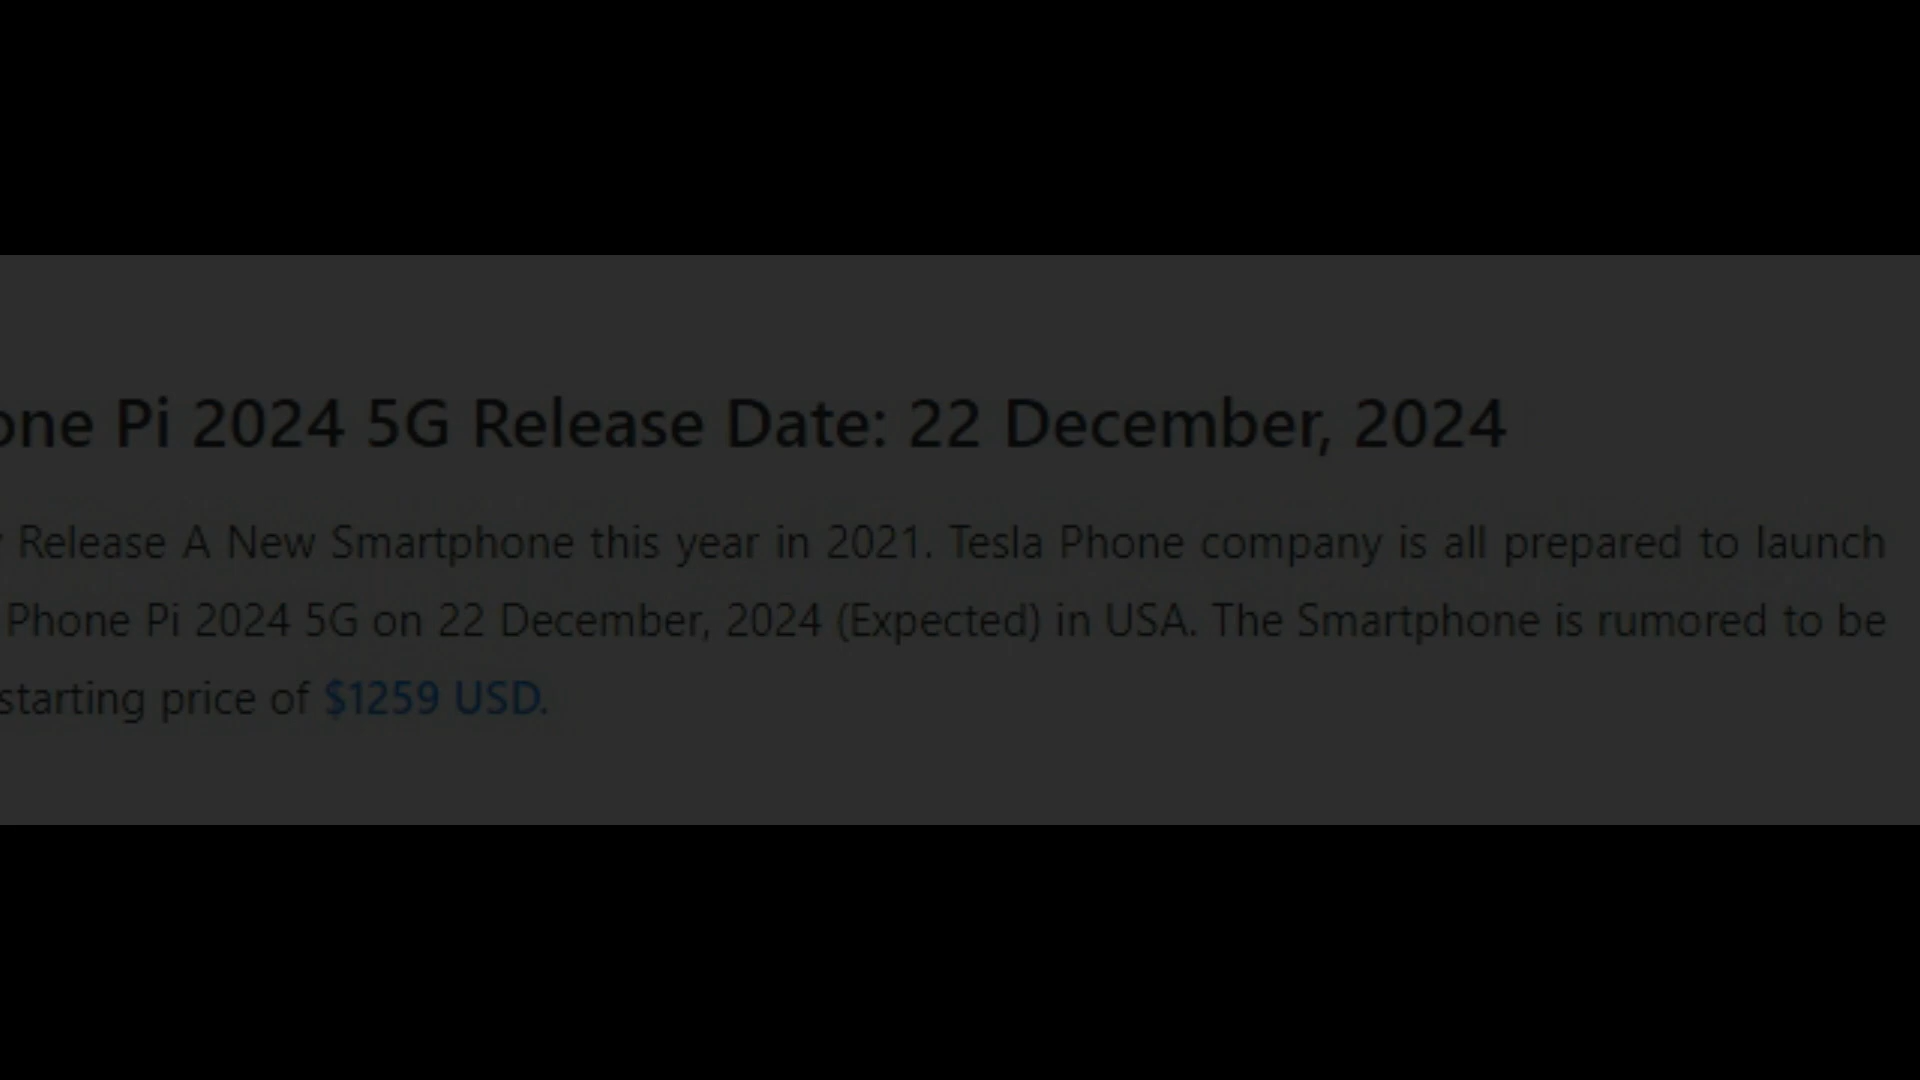 one Pi 2024 5G Release Date: 22 December, 2024
Release A New Smartphone this year in 2021. Tesla Phone company is all prepared to launch
Phone Pi 2024 5G on 22 December, 2024 (Expected) in USA. The Smartphone is rumored to be
starting price of $1259 USD.